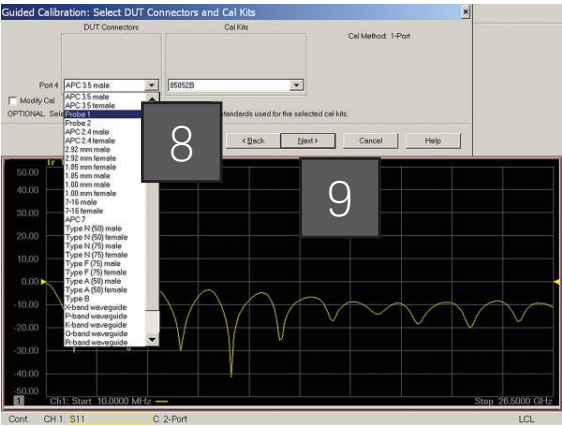 Guided Calibration: Select DUT Connectors and Cal Kits
DUT Connectors
Cal Kits
Cal Method: 1-Port
Port 4
APC 3.5 male
85052B
Modify Cal
OPTIONAL
standards used for the selected cal kits.
APC 3.5 male
APC 3.5 female
Probe 1
Probe 2
APC 2.4 male
APC 2.4 female
2.92 mm male
2.92 mm female
1.85 mm female
1.85 mm male
1.00 mm male
1.00 mm female
7-16 male
7-16 female
APC 7
Type N (50) male
Type N (50) female
Type N (75) male
Type N (75) female
Type F (75) male
Type F (75) female
Type A (50) male
Type A (50) female
Type B
X-band waveguide
P-band waveguide
K-band waveguide
Q-band waveguide
R-band waveguide
8
< Back
Next >
Cancel
Help
9
50.00
40.00
30.00
20.00
10.00
0.00
-10.00
-20.00
-30.00
-40.00
-50.00
1
Ch1: Start 10.0000 MHz
Stop 26.5000 GHz
Cont.
CH 1: S11
C 2-Port
LCL